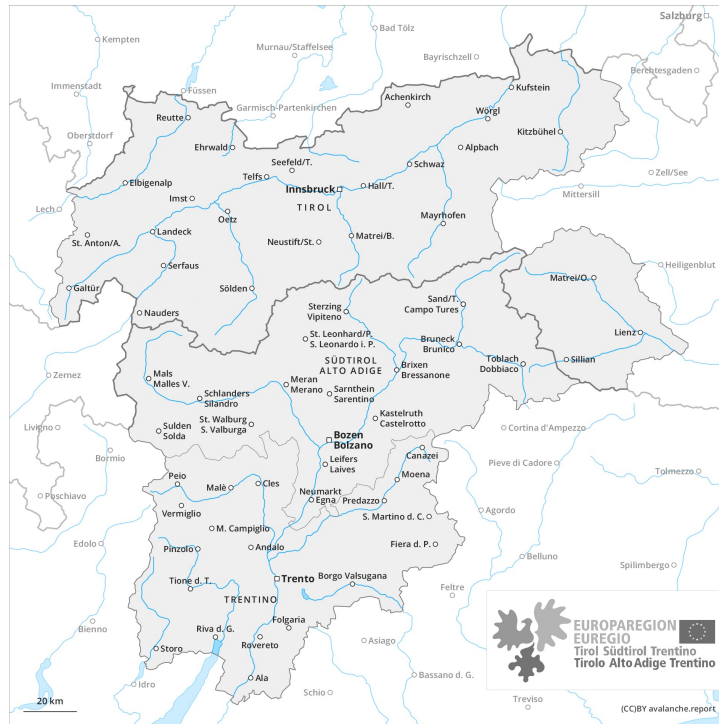 Salzburg
Kempten
Bad Tölz
Murnau/Staffelsee
Bayrischzell
Berchtesgaden
Immenstadt
Füssen
Kufstein
Garmisch-Partenkirchen
Achenkirch
Reutte
Wörgl
Oberstdorf
Kitzbühel
Ehrwald
Alpbach
Seefeld/T.
Schwaz
Telfs
Zell/See
Elbigenalp
Innsbruck
Hall/T.
Mittersill
Imst
TIROL
Lech
Oetz
Mayrhofen
St. Anton/A.
Landeck
Neustift/St.
Matrei/B.
Serfaus
Heiligenblut
Matrei/O.
Galtür
Sölden
Nauders
Sterzing
Vipiteno
Sand/T.
Campo Tures
St. Leonhard/P.
S. Leonardo i. P.
Lienz
Bruneck
Brunico
SÜDTIROL
ALTO ADIGE
Toblach
Dobbiaco
Sillian
Brixen
Bressanone
Zernez
Mals
Malles V.
Meran
Merano
Schlanders
Silandro
Sarnthein
Sarentino
Kastelruth
Castelrotto
St. Walburg
S. Valburga
Livigno
Sulden
Solda
Cortina d'Ampezzo
Bozen
Bolzano
Bormio
Canazei
Leifers
Laives
Pieve di Cadore
Tolmezzo
Peio
Moena
Malè
Cles
Neumarkt
Egna
Poschiavo
Predazzo
Vermiglio
S. Martino d. C.
Agordo
M. Campiglio
Edolo
Pinzolo
Andalo
Fiera d. P.
Belluno
Spilimbergo
Trento
Tione d. T.
Borgo Valsugana
Feltre
TRENTINO
Folgaria
Bienno
Riva d. G.
Rovereto
Asiago
Storo
Ala
Bassano d. G.
Idro
Schio
Treviso
EUROPAREGION
EUREGIO
Tirol Südtirol Trentino
Tirolo Alto Adige Trentino
20 km
(CC)BY avalanche.report